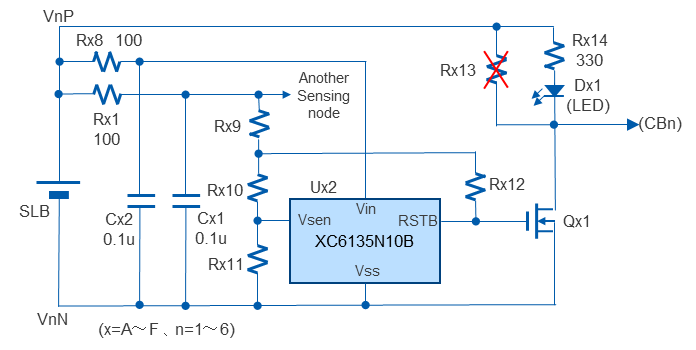 VnP
Rx8 100
Rx14
330
Rx13
Another
Sensing
node
Dx1
(LED)
Rx1
100
Rx9
(CBn)
Rx10
Ux2
Rx12
SLB
Cx2
0.1u
Cx1
0.1u
Vin
Vsen
RSTB
XC6135N10B
Qx1
Rx11
Vss
VnN
(x=A～F 、n=1～6)